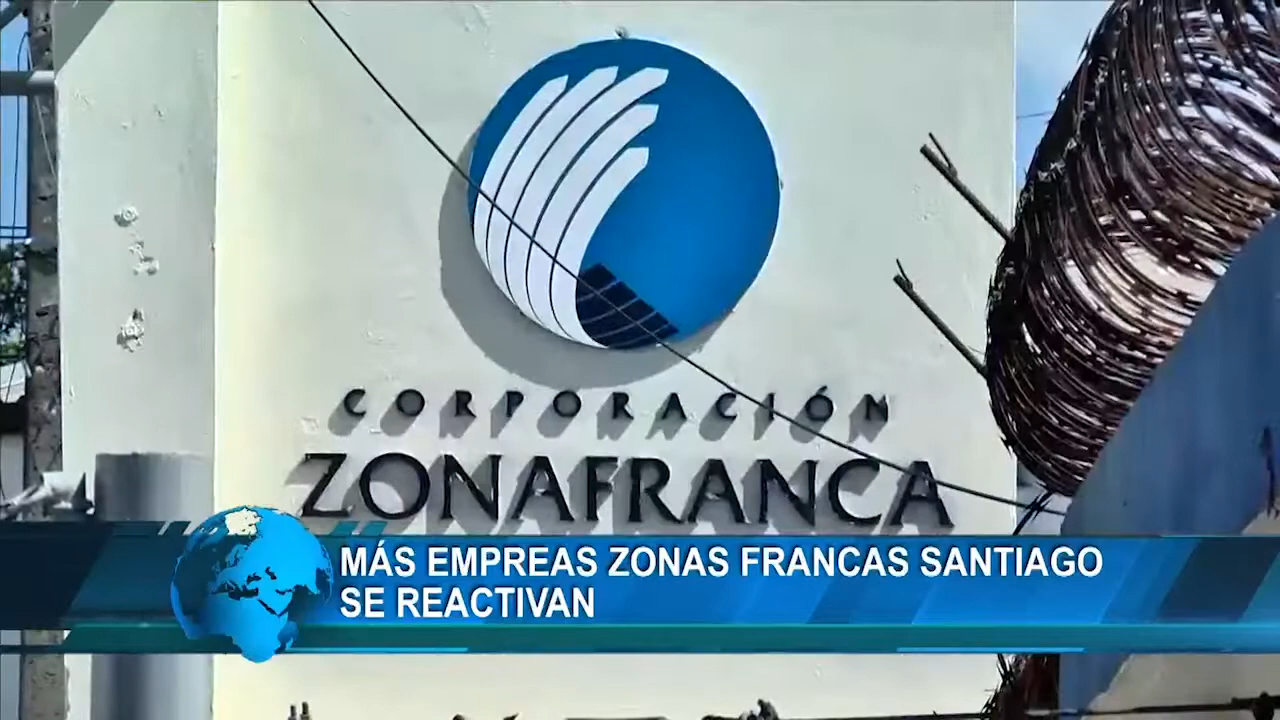 CORPORACIÓN
ZONAFRANCA
MÁS EMPREAS ZONAS FRANCAS SANTIAGO
SE REACTIVAN